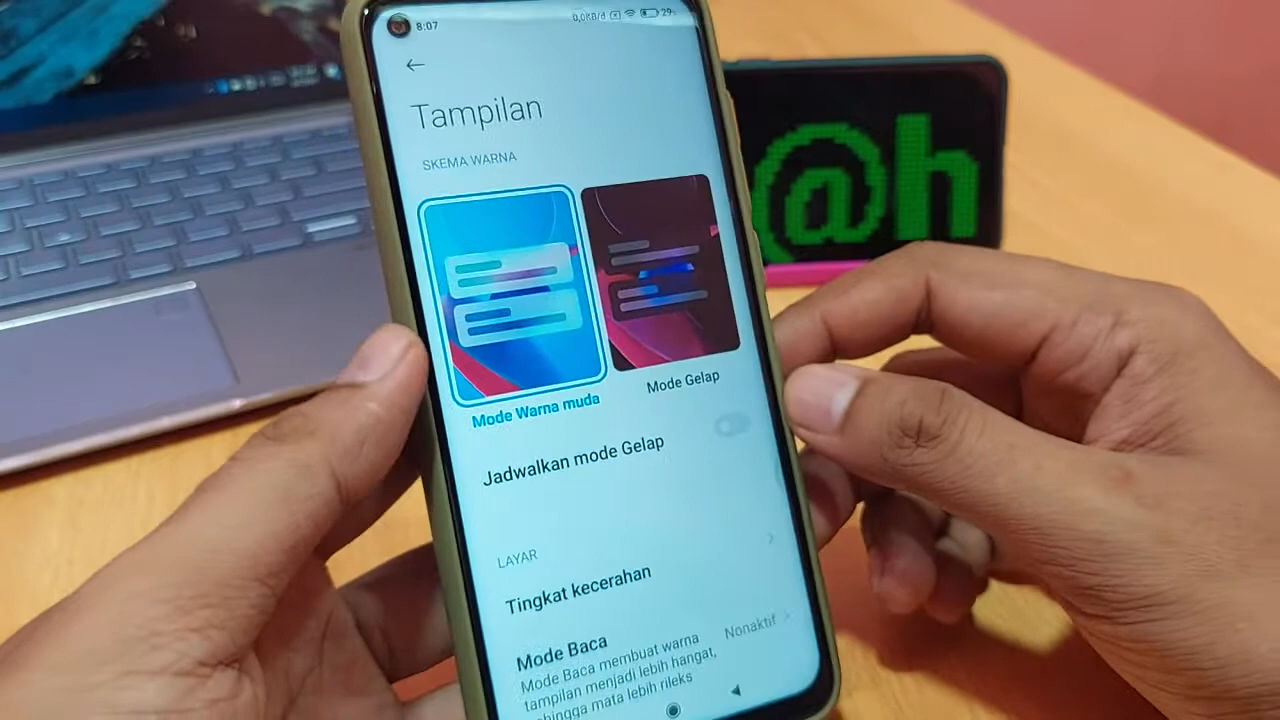 8:07
0,0KB/d
29
Tampilan
SKEMA WARNA
Mode Warna muda
Mode Gelap
Jadwalkan mode Gelap
LAYAR
Tingkat kecerahan
Mode Baca
Nonaktif
Mode Baca membuat warna
tampilan menjadi lebih hangat,
sehingga mata lebih rileks
@h